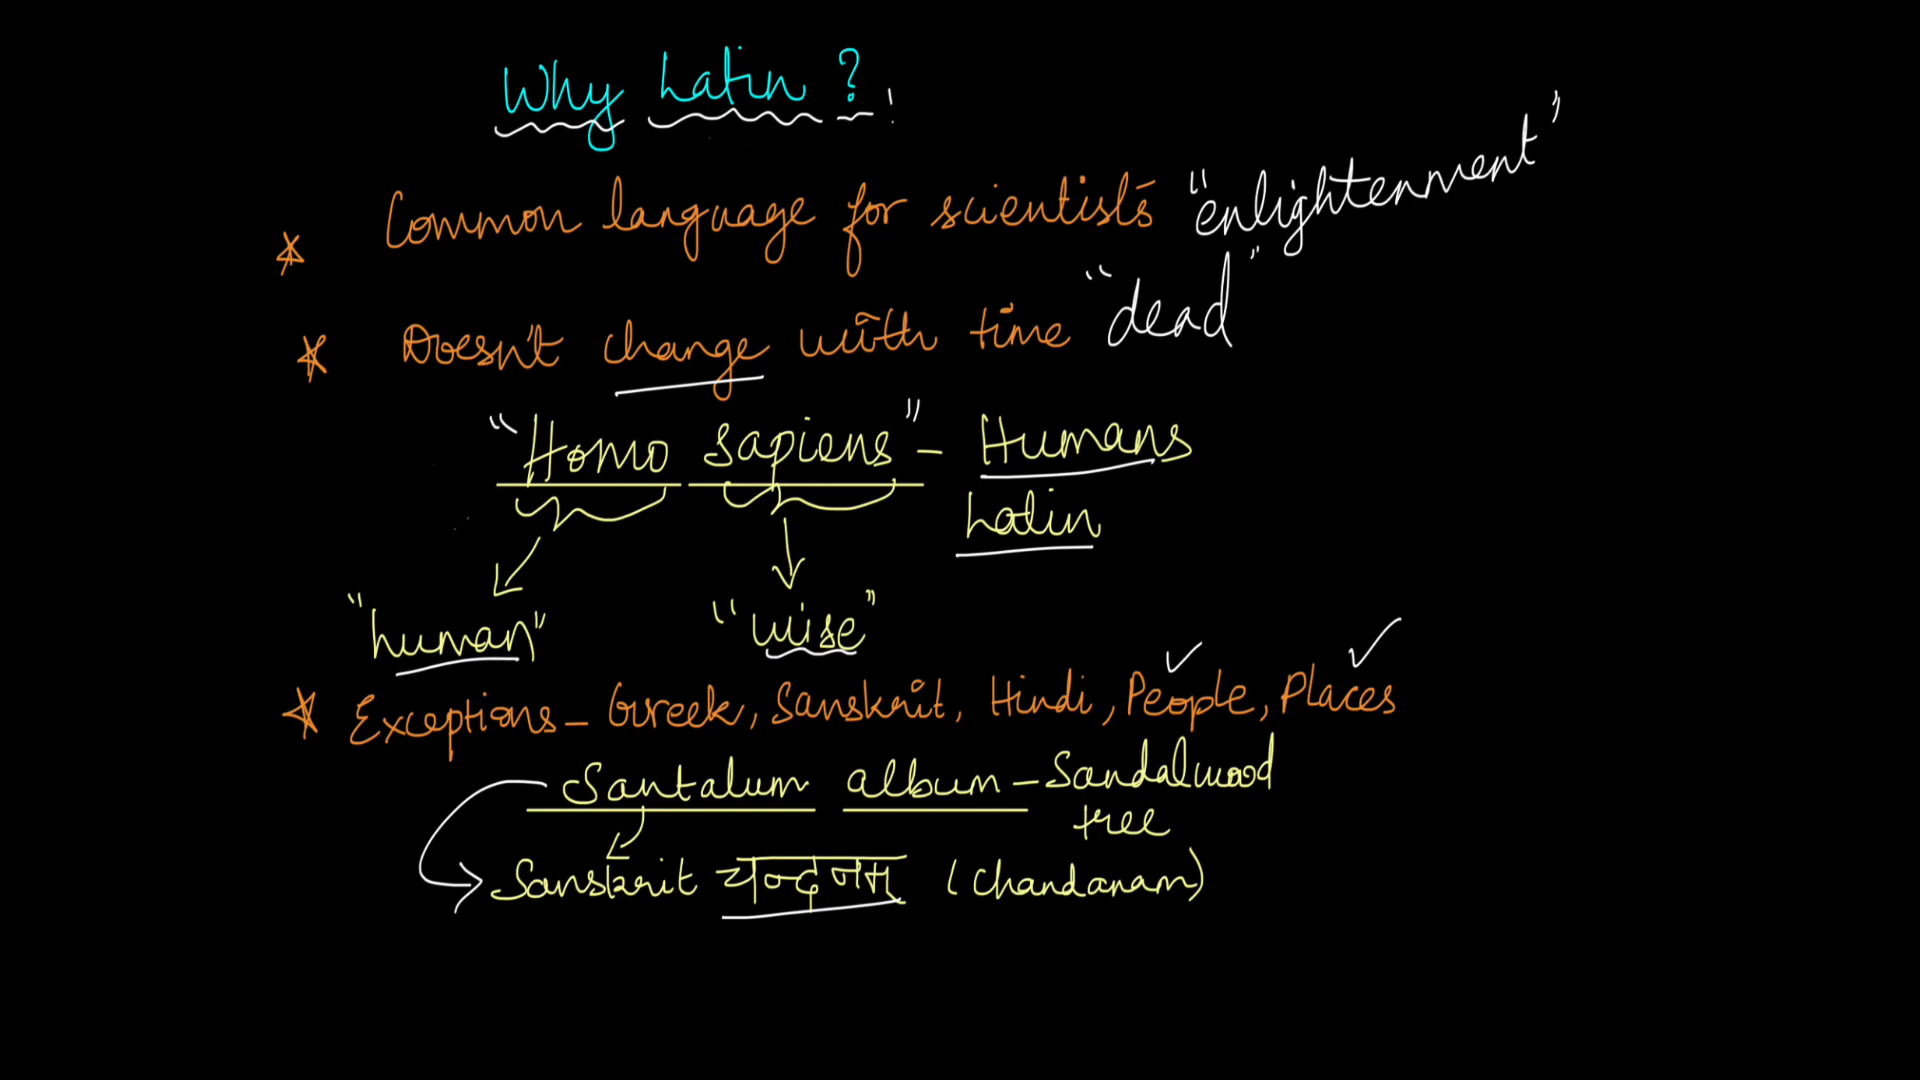 Why Latin ?
* Common language for scientists "enlightenment"
* Doesn't change with time "dead"
"Homo sapiens" - Humans
Latin
"human" "wise"
* Exceptions - Greek, Sanskrit, Hindi, People, Places
Santalum album - Sandalwood
tree
Sanskrit चन्दनम् (Chandanam)